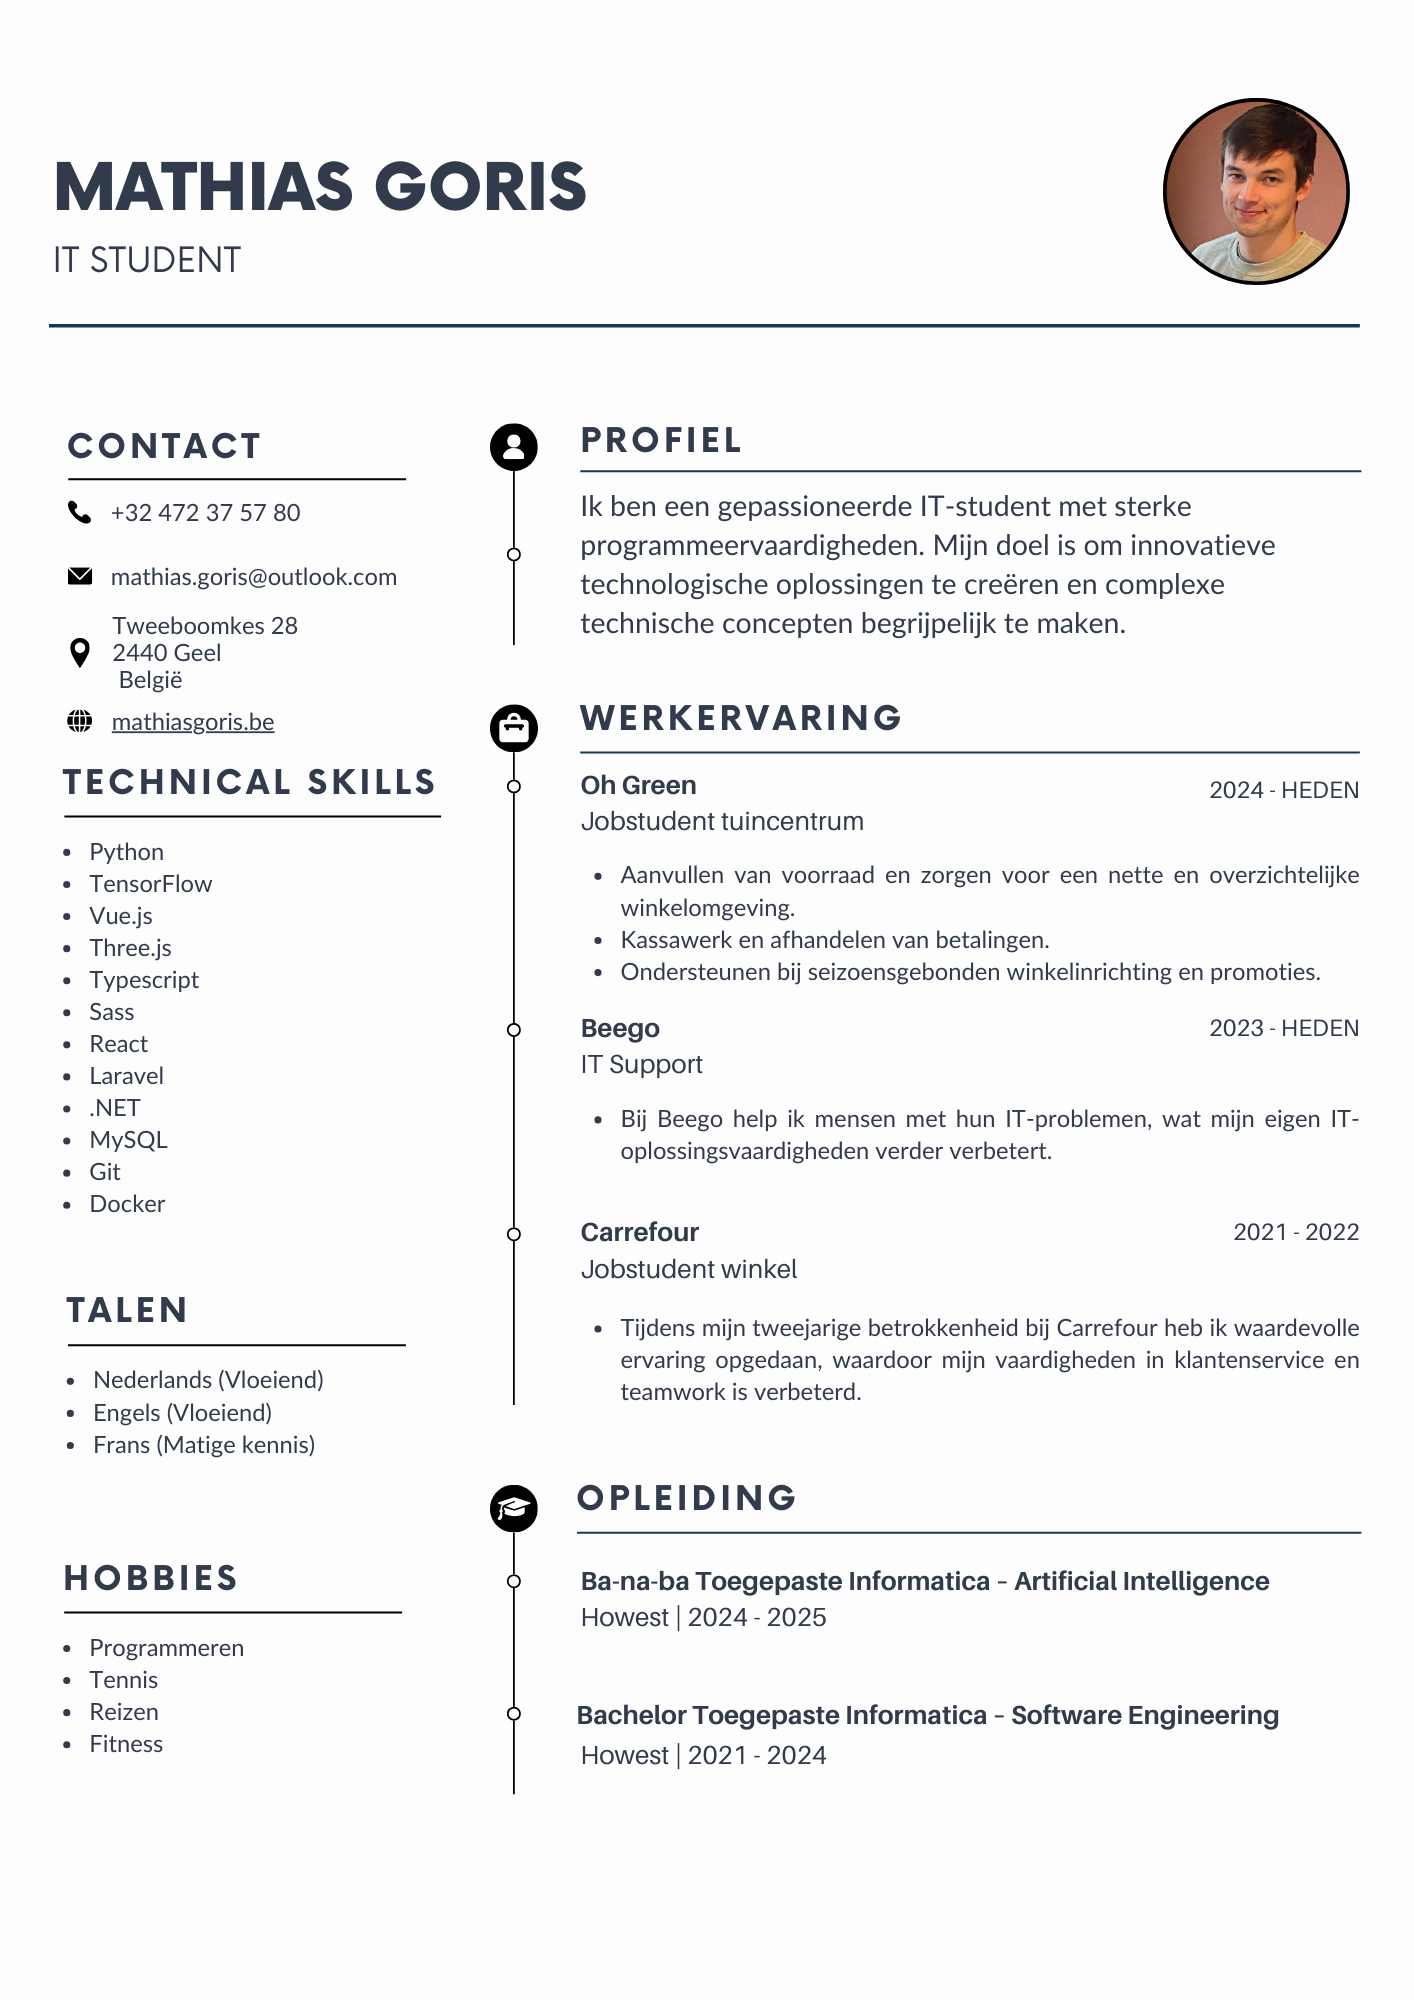 MATHIAS GORIS
IT STUDENT
CONTACT
+32 472 37 57 80
mathias.goris@outlook.com
Tweeboomkes 28
2440 Geel
België
mathiasgoris.be
TECHNICAL SKILLS
• Python
• TensorFlow
• Vue.js
• Three.js
• Typescript
• Sass
• React
• Laravel
• .NET
• MySQL
• Git
• Docker
TALEN
• Nederlands (Vloeiend)
• Engels (Vloeiend)
• Frans (Matige kennis)
HOBBIES
• Programmeren
• Tennis
• Reizen
• Fitness
PROFIEL
Ik ben een gepassioneerde IT-student met sterke
programmeervaardigheden. Mijn doel is om innovatieve
technologische oplossingen te creëren en complexe
technische concepten begrijpelijk te maken.
WERKERVARING
Oh Green 2024 - HEDEN
Jobstudent tuincentrum
• Aanvullen van voorraad en zorgen voor een nette en overzichtelijke
winkelomgeving.
• Kassawerk en afhandelen van betalingen.
• Ondersteunen bij seizoensgebonden winkelinrichting en promoties.
Beego 2023 - HEDEN
IT Support
• Bij Beego help ik mensen met hun IT-problemen, wat mijn eigen IT-
oplossingsvaardigheden verder verbetert.
Carrefour 2021 - 2022
Jobstudent winkel
• Tijdens mijn tweejarige betrokkenheid bij Carrefour heb ik waardevolle
ervaring opgedaan, waardoor mijn vaardigheden in klantenservice en
teamwork is verbeterd.
OPLEIDING
Ba-na-ba Toegepaste Informatica – Artificial Intelligence
Howest | 2024 - 2025
Bachelor Toegepaste Informatica – Software Engineering
Howest | 2021 - 2024